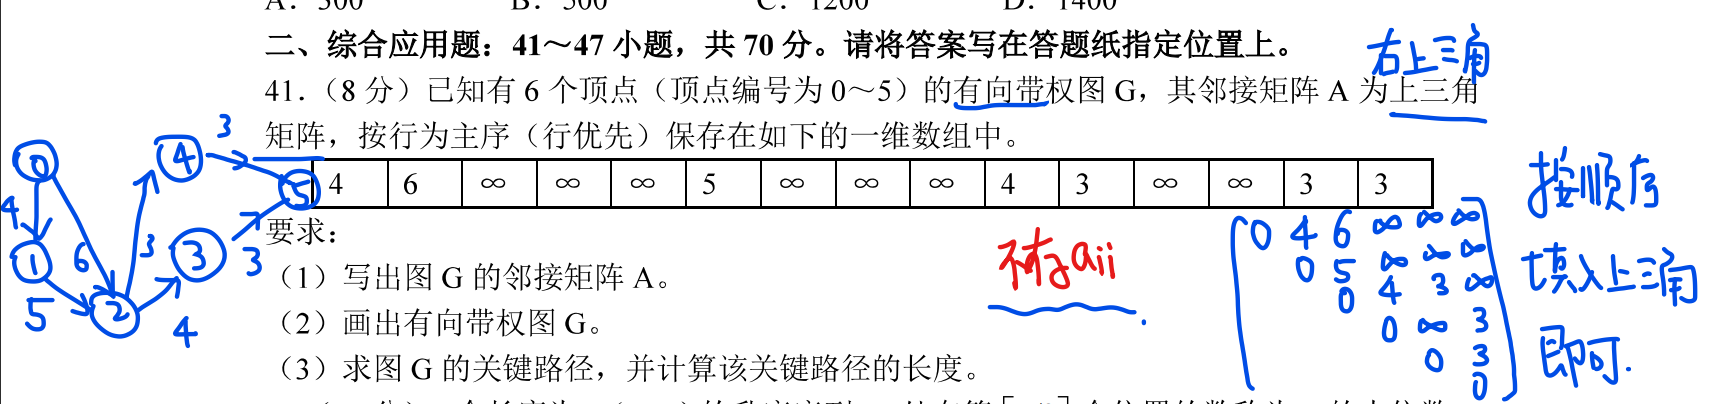 A. 300 B. 500 C. 1200 D. 1400
二、综合应用题：41～47 小题，共 70 分。请将答案写在答题纸指定位置上。
右上三角
41.（8 分）已知有 6 个顶点（顶点编号为 0～5）的有向带权图 G，其邻接矩阵 A 为上三角
矩阵，按行为主序（行优先）保存在如下的一维数组中。
4 6 ∞ ∞ ∞ 5 ∞ ∞ ∞ 4 3 ∞ ∞ 3 3
要求：
（1）写出图 G 的邻接矩阵 A。
（2）画出有向带权图 G。
（3）求图 G 的关键路径，并计算该关键路径的长度。
0
4
3
5
4
1
6
3
3
3
5
2
4
不存aii
0 4 6 ∞ ∞ ∞
0 5 ∞ ∞ ∞
0 4 3 ∞
0 ∞ 3
0 3
0
按顺序
填入上三角
即可.